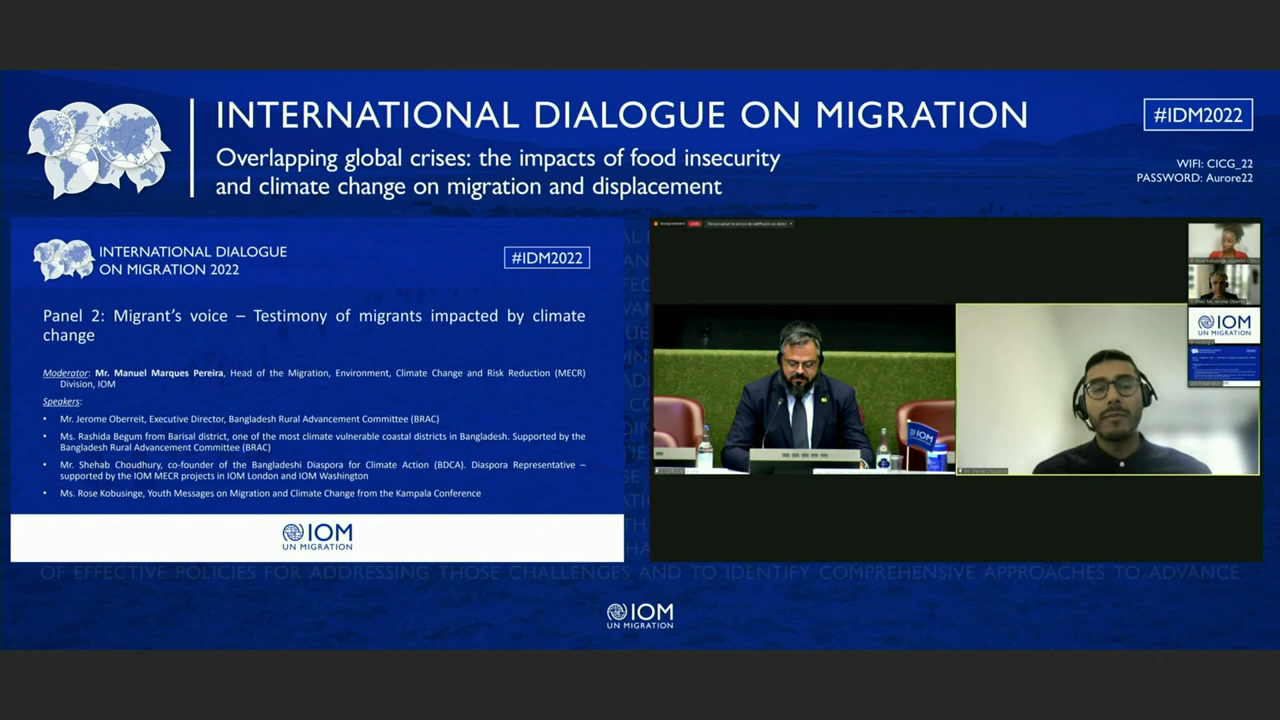 INTERNATIONAL DIALOGUE ON MIGRATION
Overlapping global crises: the impacts of food insecurity
and climate change on migration and displacement
#IDM2022
WIFI: CICG_22
PASSWORD: Aurore22
INTERNATIONAL DIALOGUE
ON MIGRATION 2022
#IDM2022
Panel 2: Migrant's voice – Testimony of migrants impacted by climate
change
Moderator: Mr. Manuel Marques Pereira, Head of the Migration, Environment, Climate Change and Risk Reduction (MECR)
Division, IOM
Speakers:
• Mr. Jerome Oberreit, Executive Director, Bangladesh Rural Advancement Committee (BRAC)
• Ms. Rashida Begum from Barisal district, one of the most climate vulnerable coastal districts in Bangladesh. Supported by the
Bangladesh Rural Advancement Committee (BRAC)
• Mr. Shehab Choudhury, co-founder of the Bangladeshi Diaspora for Climate Action (BDCA). Diaspora Representative –
supported by the IOM MECR projects in IOM London and IOM Washington
• Ms. Rose Kobusinge, Youth Messages on Migration and Climate Change from the Kampala Conference
IOM
UN MIGRATION
LIVE
IOM
UN MIGRATION
IOM
OF EFFECTIVE POLICIES FOR ADDRESSING THOSE CHALLENGES AND TO IDENTIFY COMPREHENSIVE APPROACHES TO ADVANCE
IOM
UN MIGRATION